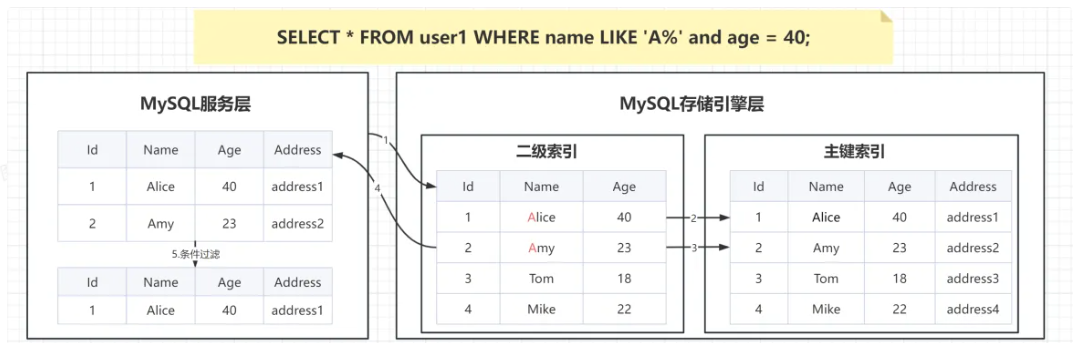 SELECT * FROM user1 WHERE name LIKE 'A%' and age = 40;
MySQL服务层
Id Name Age Address
1 Alice 40 address1
2 Amy 23 address2
5.条件过滤
Id Name Age Address
1 Alice 40 address1
1
4
MySQL存储引擎层
二级索引
Id Name Age
1 Alice 40
2 Amy 23
3 Tom 18
4 Mike 22
2
3
主键索引
Id Name Age Address
1 Alice 40 address1
2 Amy 23 address2
3 Tom 18 address3
4 Mike 22 address4